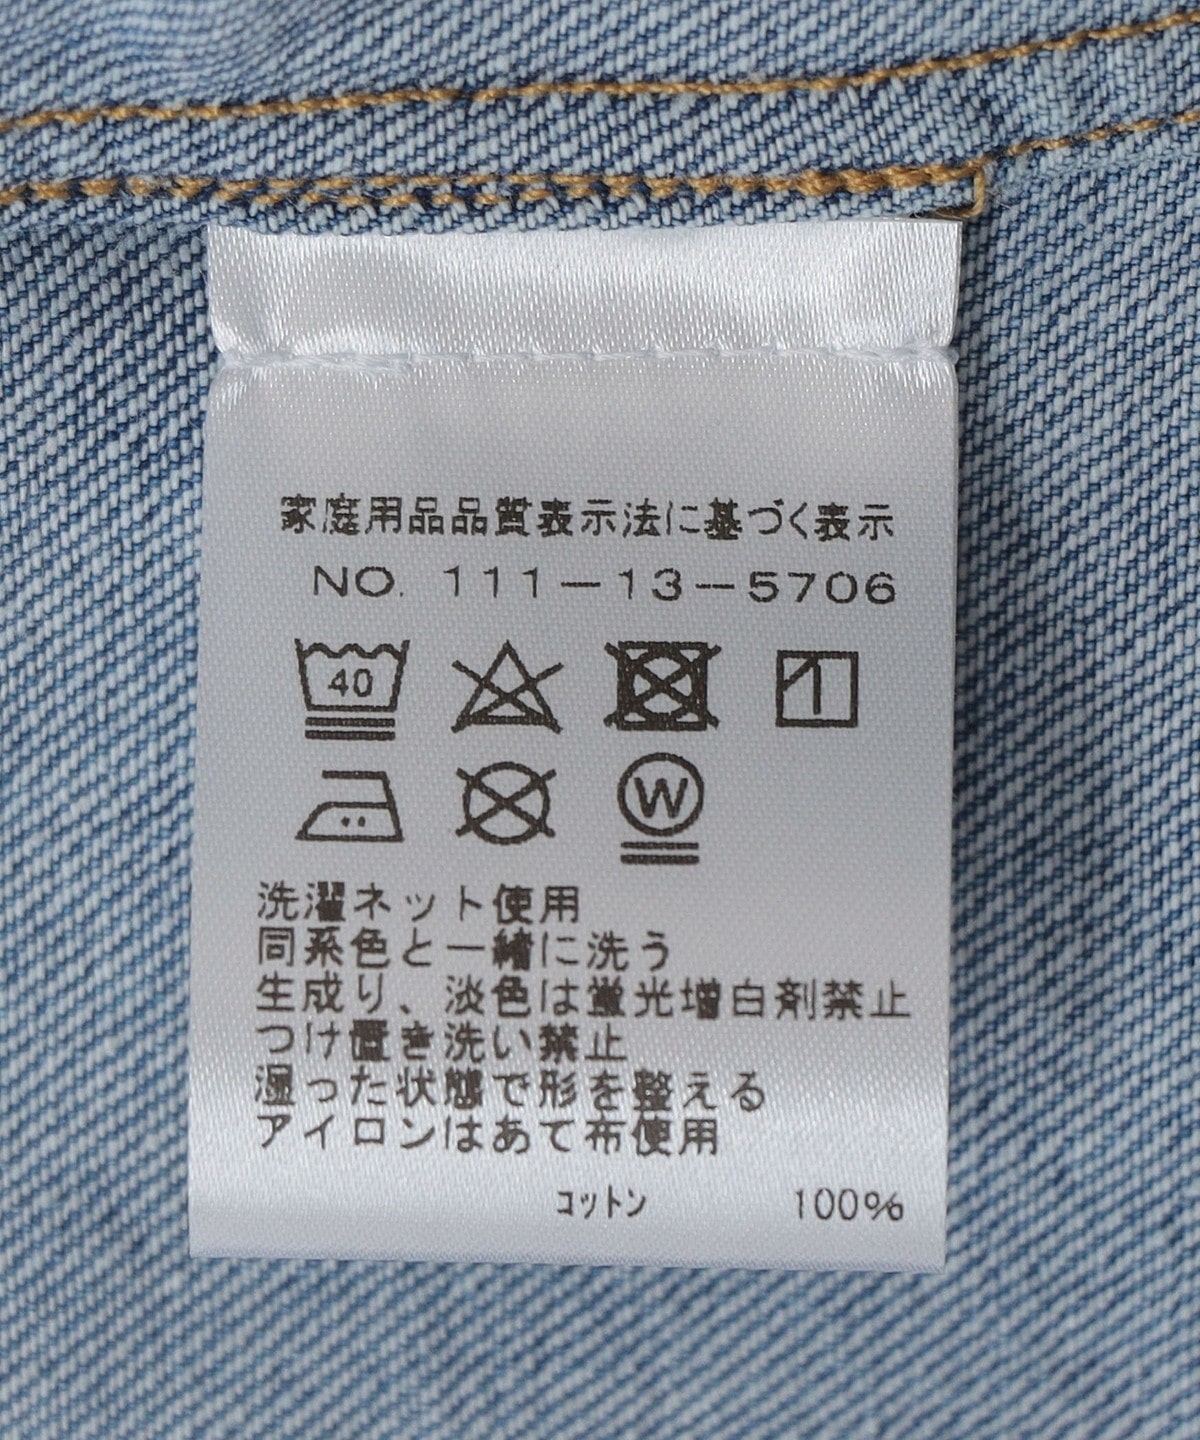 家庭用品品質表示法に基づく表示
NO. 111-13-5706
40
W
洗濯ネット使用
同系色と一緒に洗う
生成り、淡色は蛍光増白剤禁止
つけ置き洗い禁止
湿った状態で形を整える
アイロンはあて布使用
コットン 100%